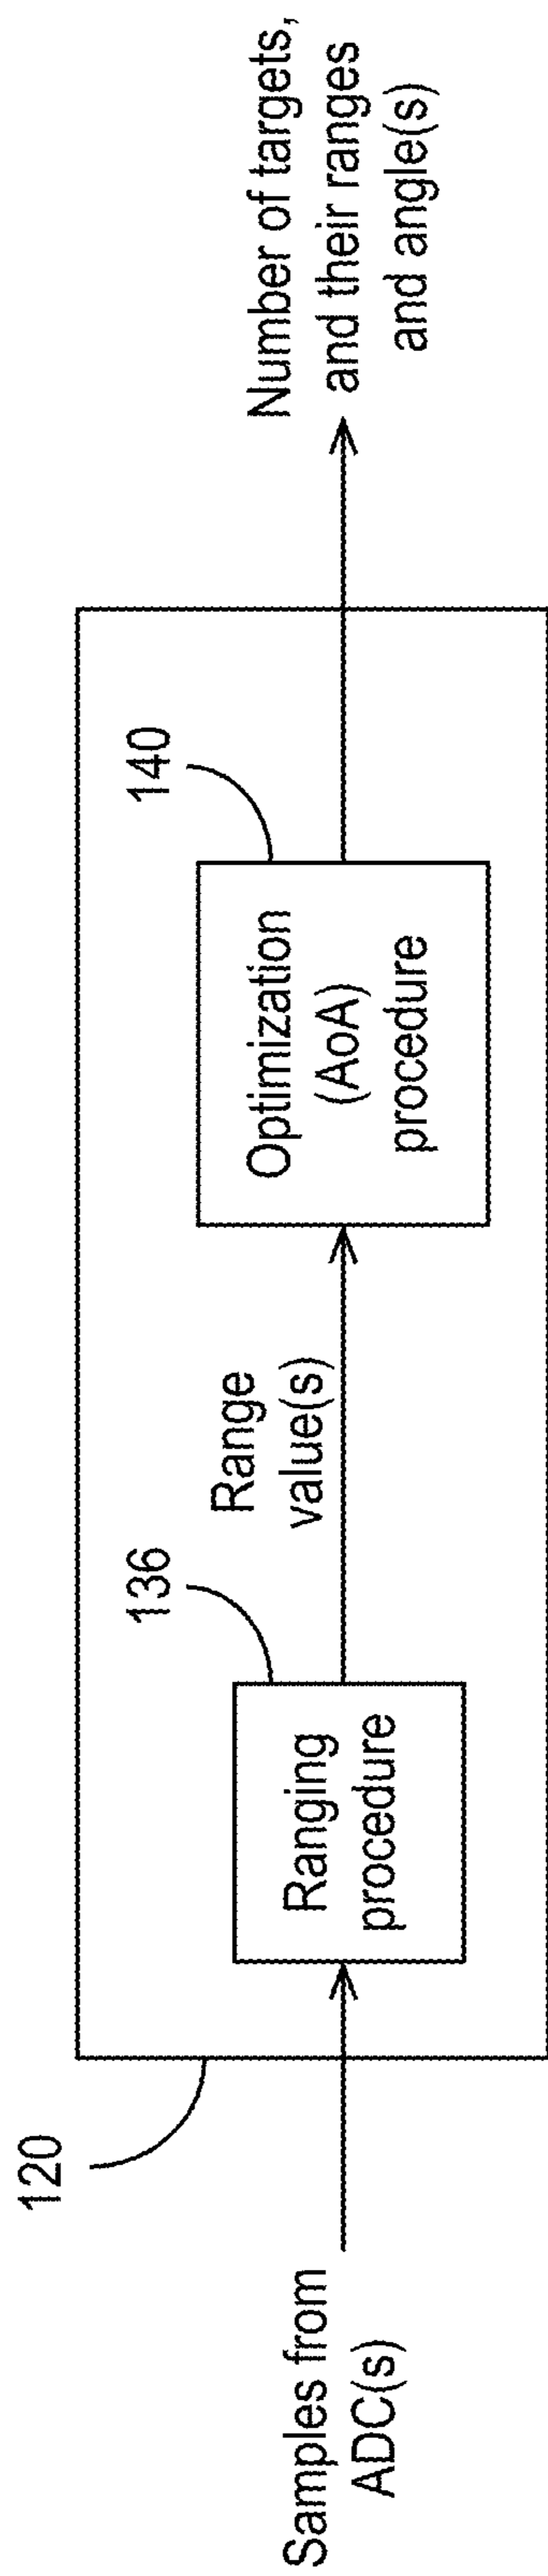 120
Samples from
ADC(s)
136
Ranging
procedure
Range
value(s)
140
Optimization
(AoA)
procedure
Number of targets,
and their ranges
and angle(s)